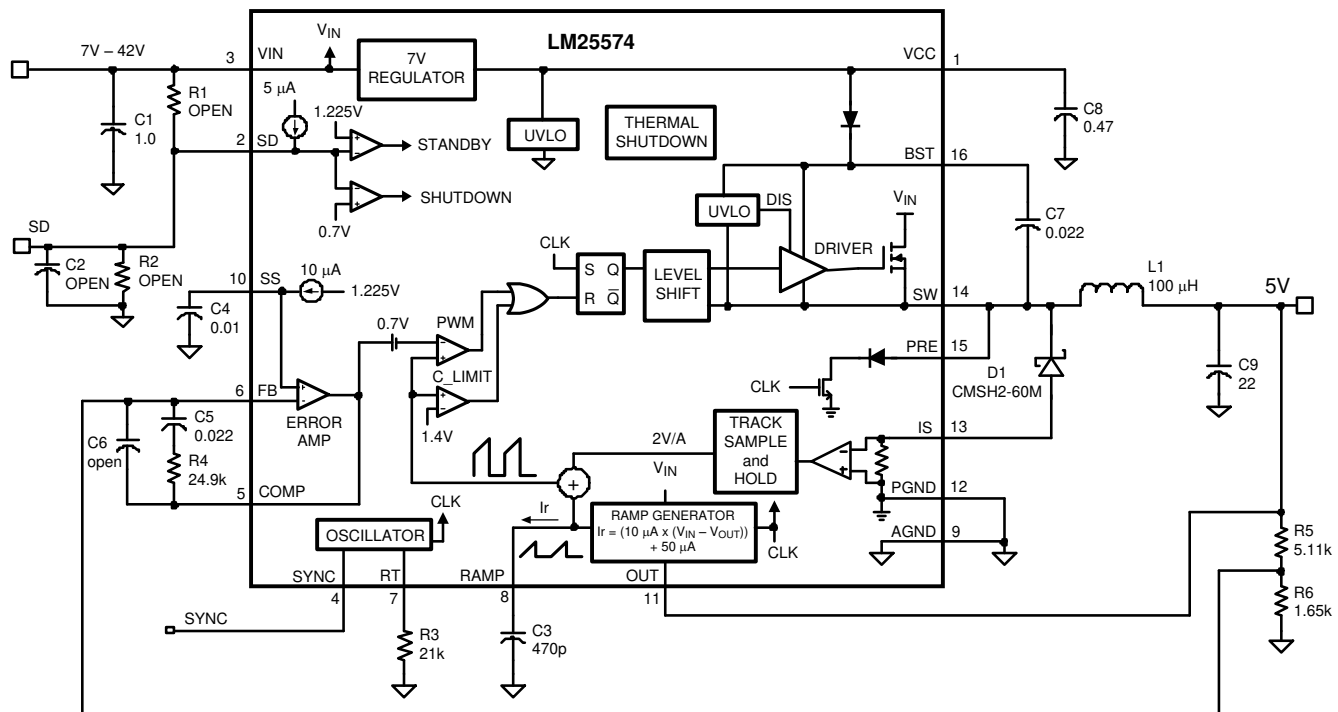 LM25574
7V – 42V
3
VIN
VIN
7V
REGULATOR
VCC
1
R1
OPEN
C1
1.0
5 µA
1.225V
2
SD
STANDBY
UVLO
THERMAL
SHUTDOWN
C8
0.47
BST
16
SHUTDOWN
0.7V
UVLO
DIS
VIN
C7
0.022
SD
C2
OPEN
R2
OPEN
CLK
S Q
R Q̅
LEVEL
SHIFT
DRIVER
10
SS
10 µA
1.225V
C4
0.01
SW
14
L1
100 µH
5V
0.7V
PWM
PRE
15
C_LIMIT
CLK
D1
CMSH2-60M
C9
22
6
FB
ERROR
AMP
1.4V
C5
0.022
C6
open
R4
24.9k
2V/A
TRACK
SAMPLE
and
HOLD
IS
13
VIN
5
COMP
PGND
12
CLK
Ir
RAMP GENERATOR
Ir = (10 µA x (VIN – VOUT))
+ 50 µA
CLK
AGND
9
OSCILLATOR
R5
5.11k
SYNC
RT
RAMP
OUT
4
7
8
11
R6
1.65k
SYNC
R3
21k
C3
470p